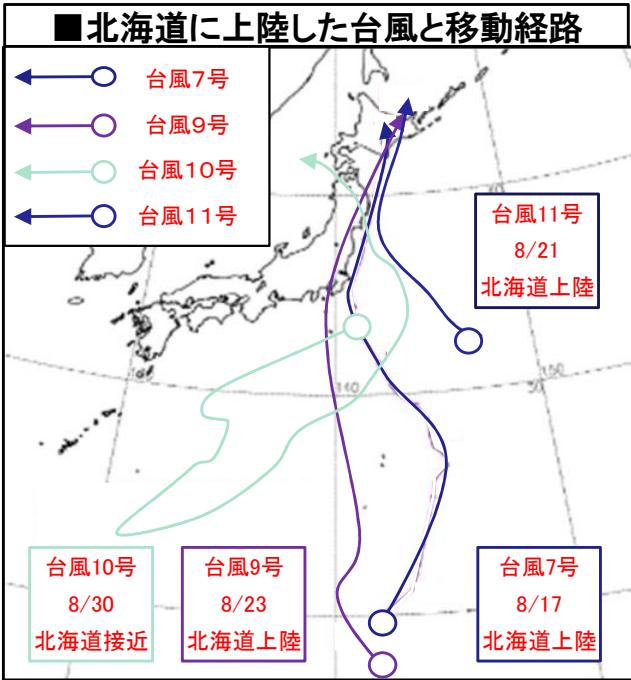 ■北海道に上陸した台風と移動経路
台風7号
台風9号
台風10号
台風11号
台風11号
8/21
北海道上陸
140
150
30
台風10号
8/30
北海道接近
台風9号
8/23
北海道上陸
台風7号
8/17
北海道上陸